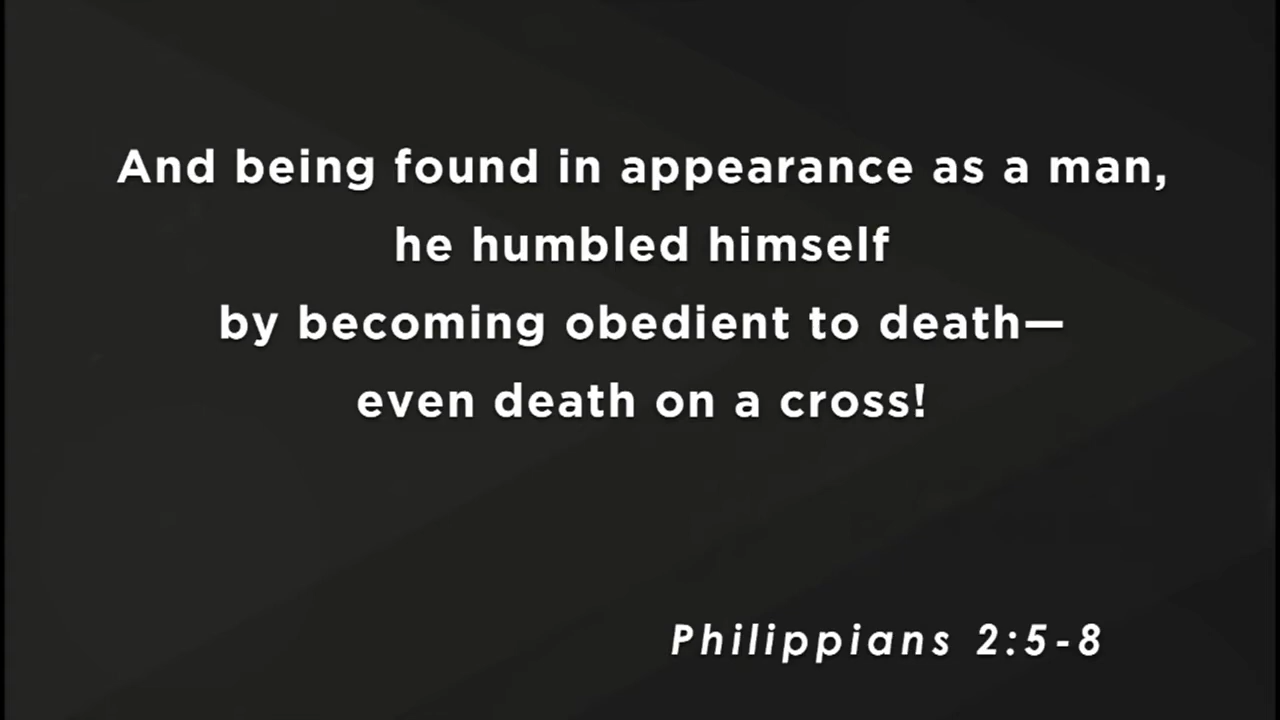 And being found in appearance as a man,
he humbled himself
by becoming obedient to death—
even death on a cross!
Philippians 2:5-8